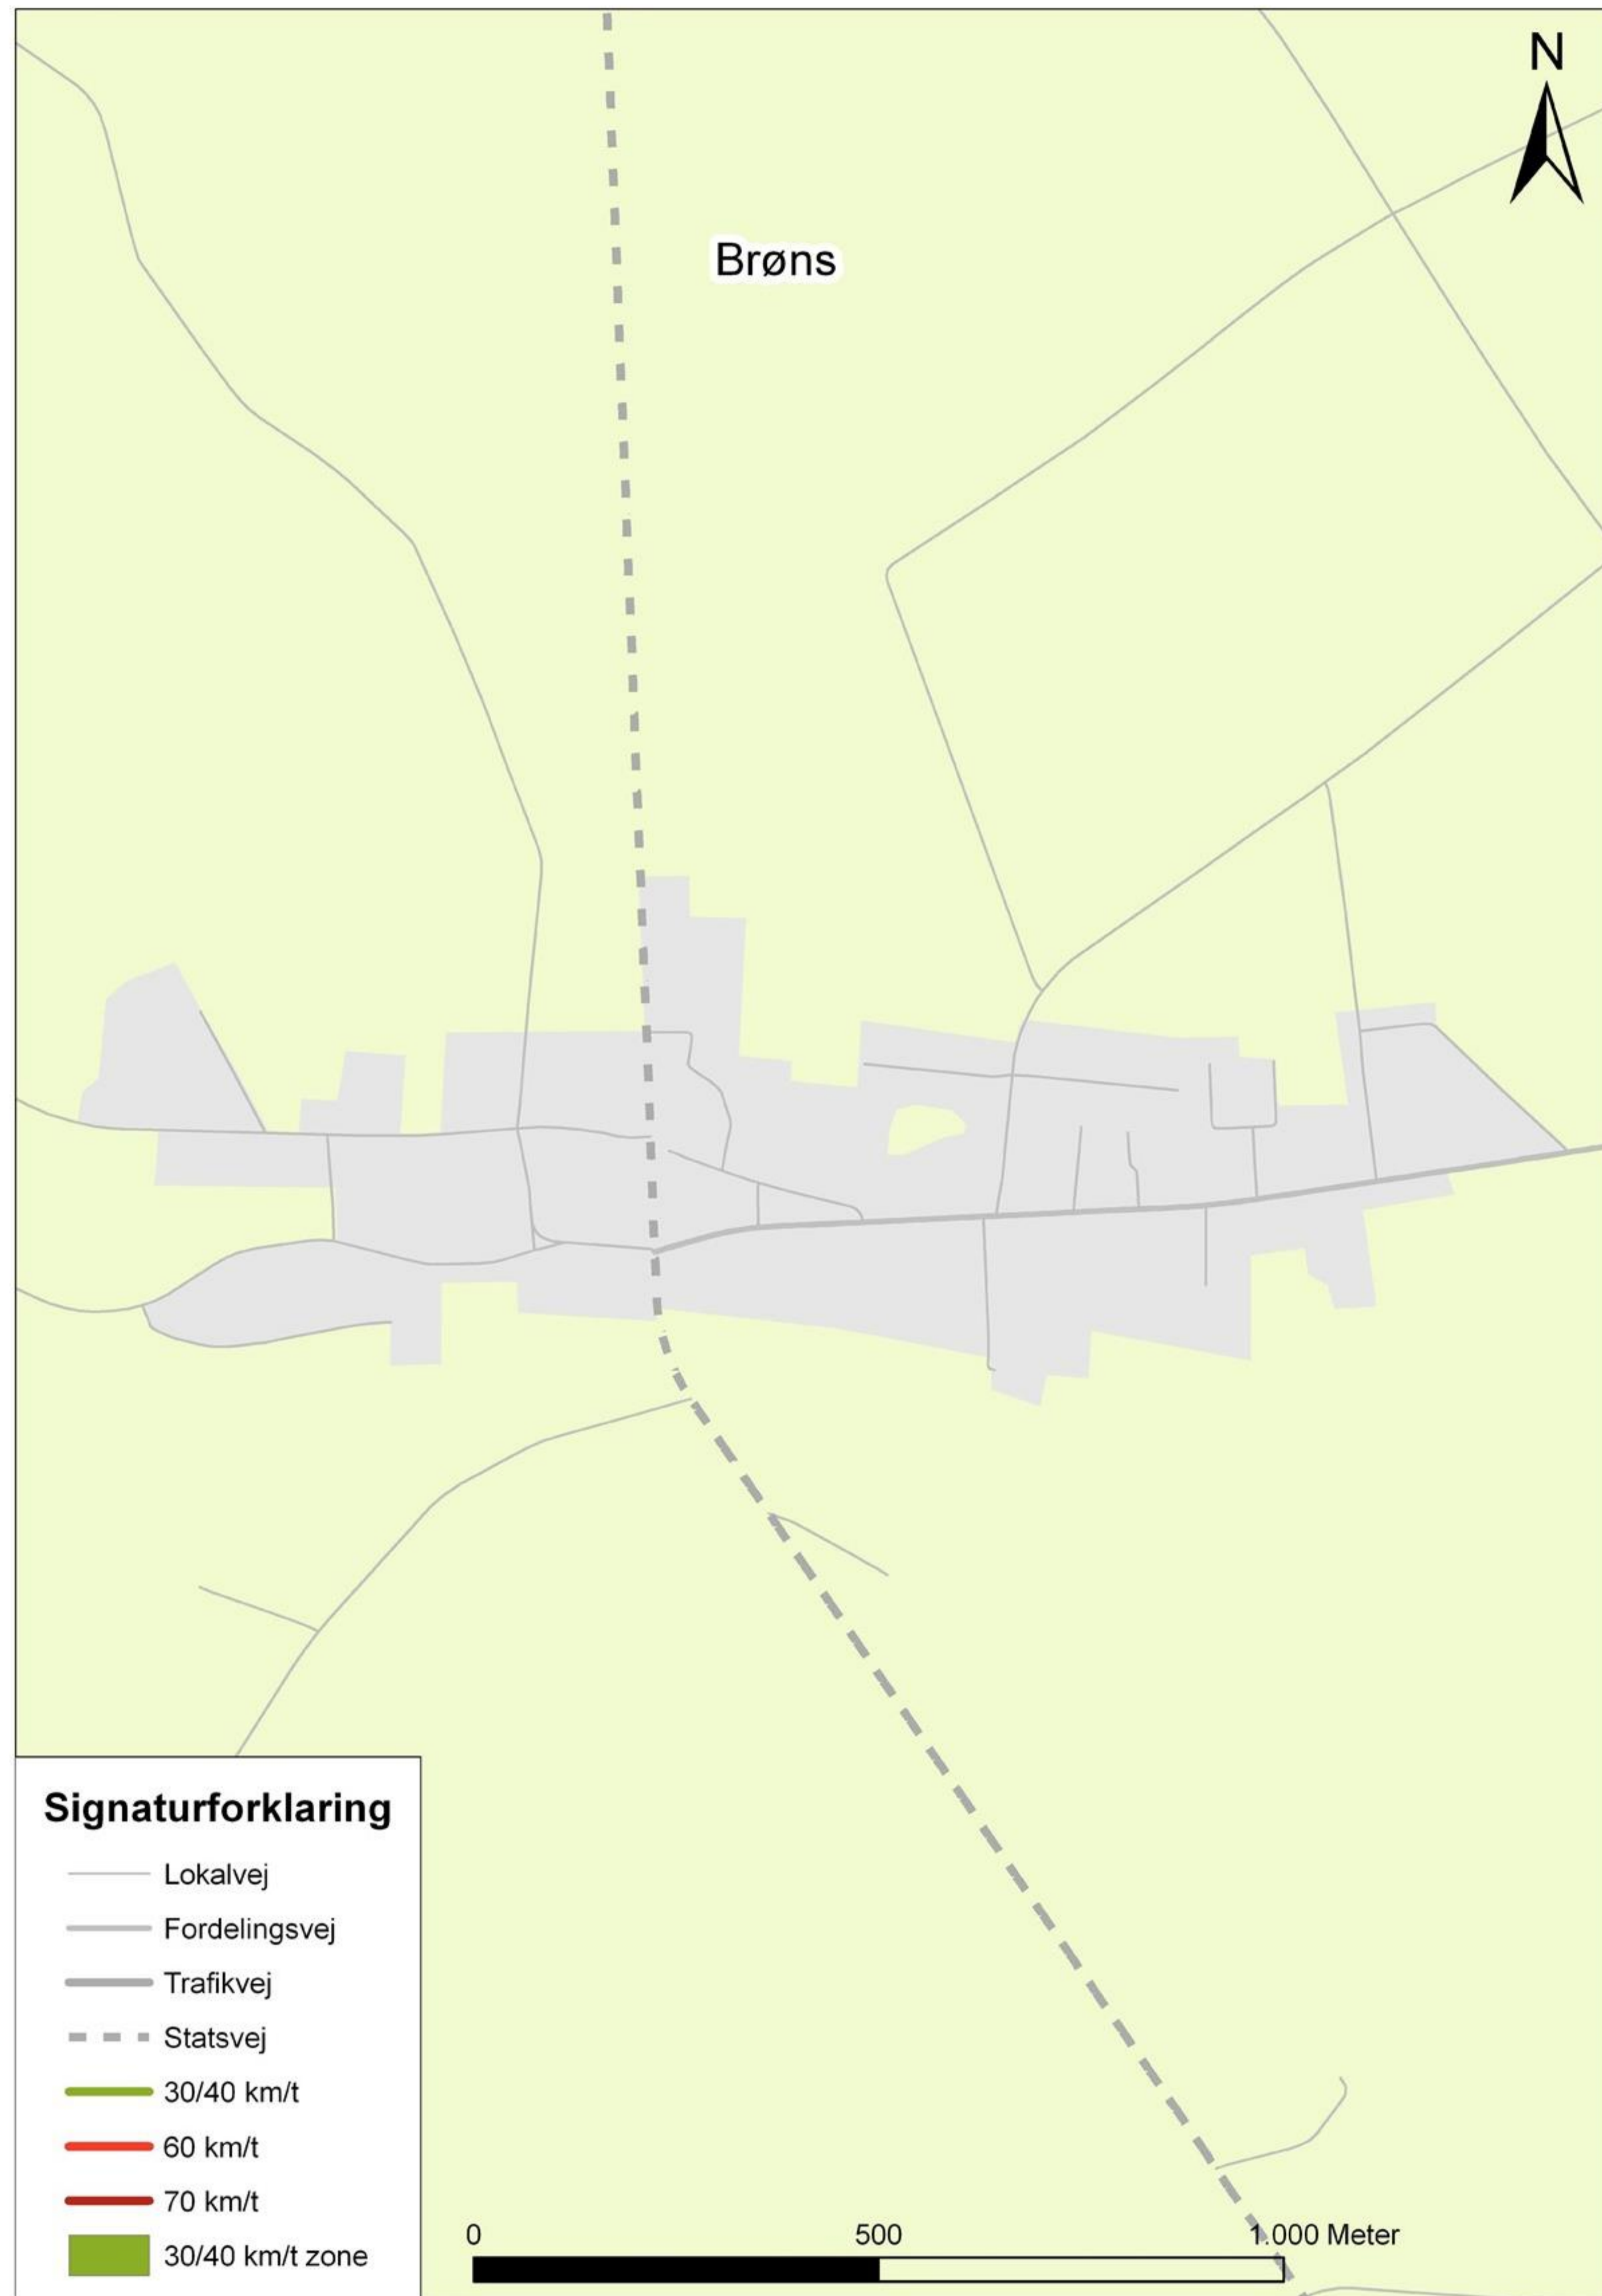 N
Brøns
Signaturforklaring
Lokalvej
Fordelingsvej
Trafikvej
Statsvej
30/40 km/t
60 km/t
70 km/t
30/40 km/t zone
0 500 1.000 Meter